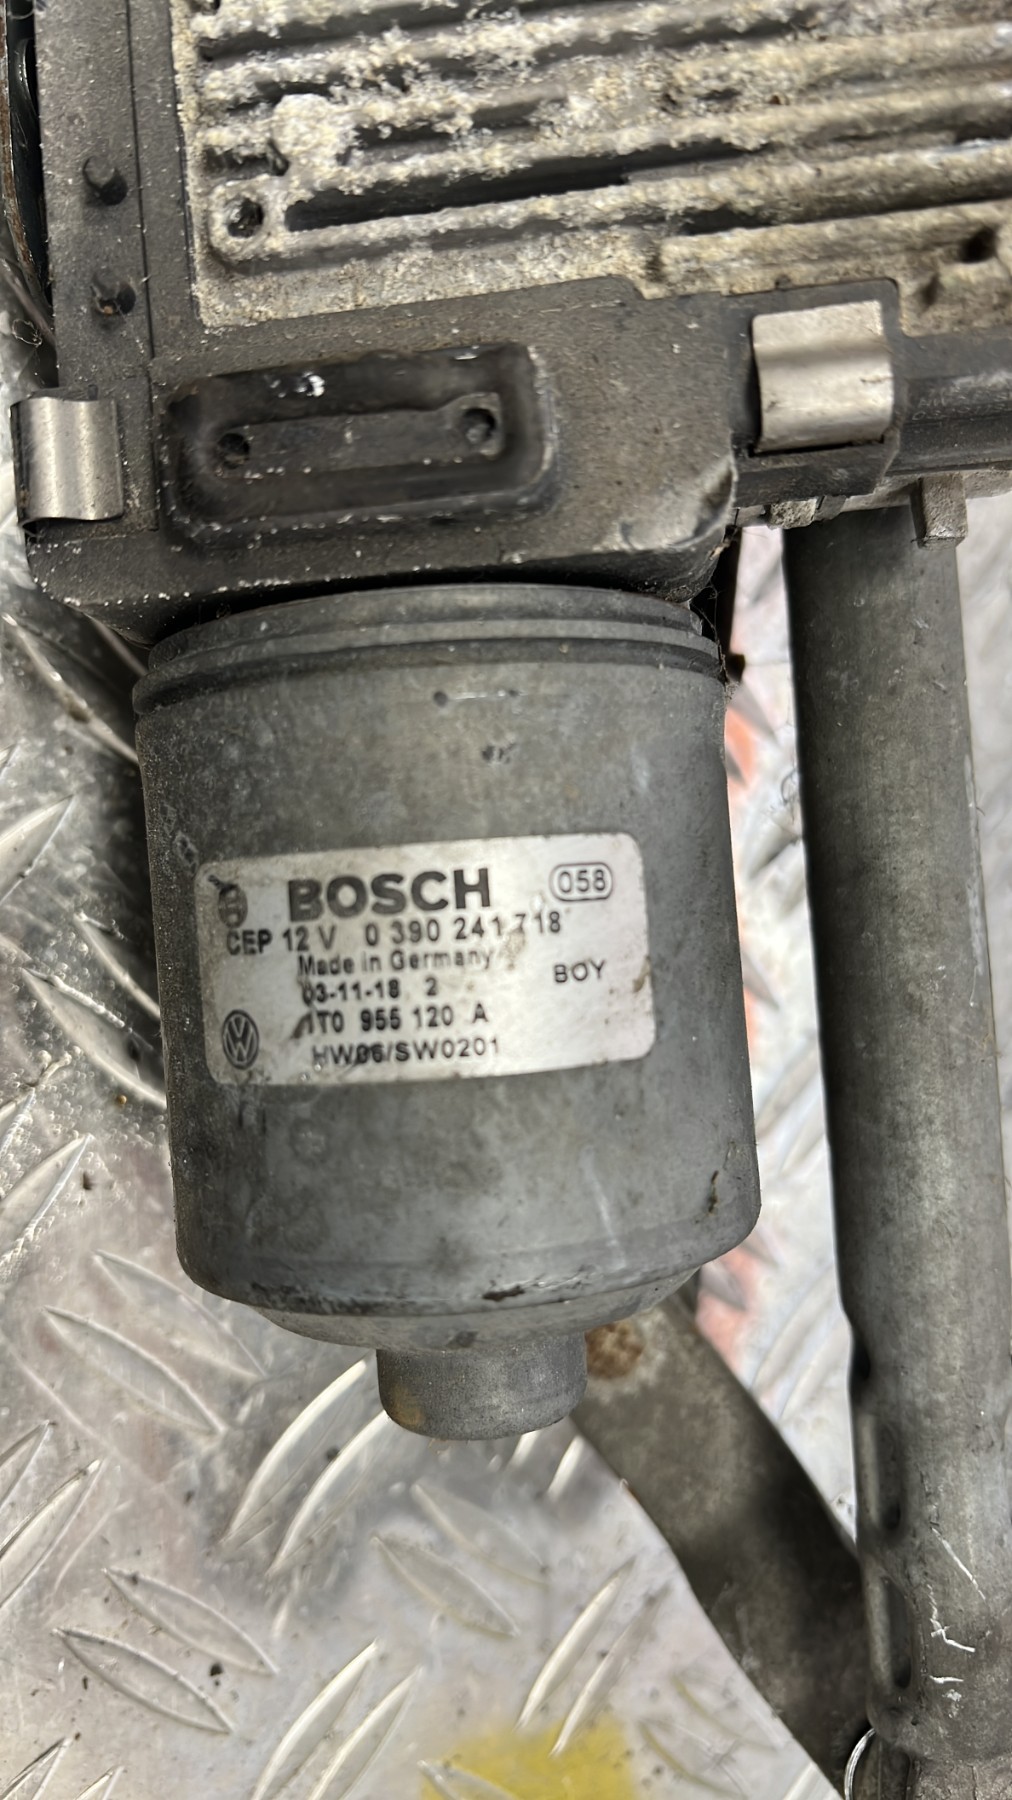 BOSCH 058
CEP 12 V 0 390 241 718
Made in Germany
BOY
03-11-18 2
1T0 955 120 A
HW06/SW0201